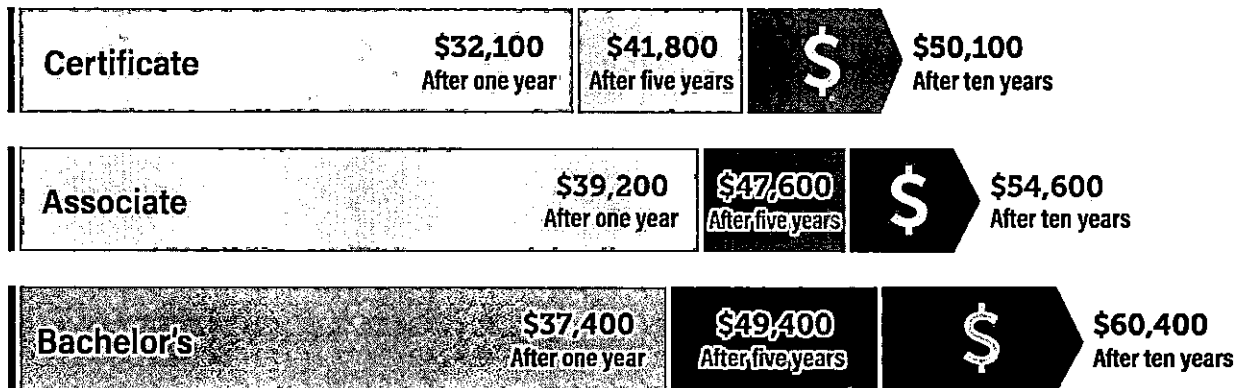 Certificate
$32,100
After one year
$41,800
After five years
$
$50,100
After ten years
Associate
$39,200
After one year
$47,600
After five years
$
$54,600
After ten years
Bachelor's
$37,400
After one year
$49,400
After five years
$
$60,400
After ten years